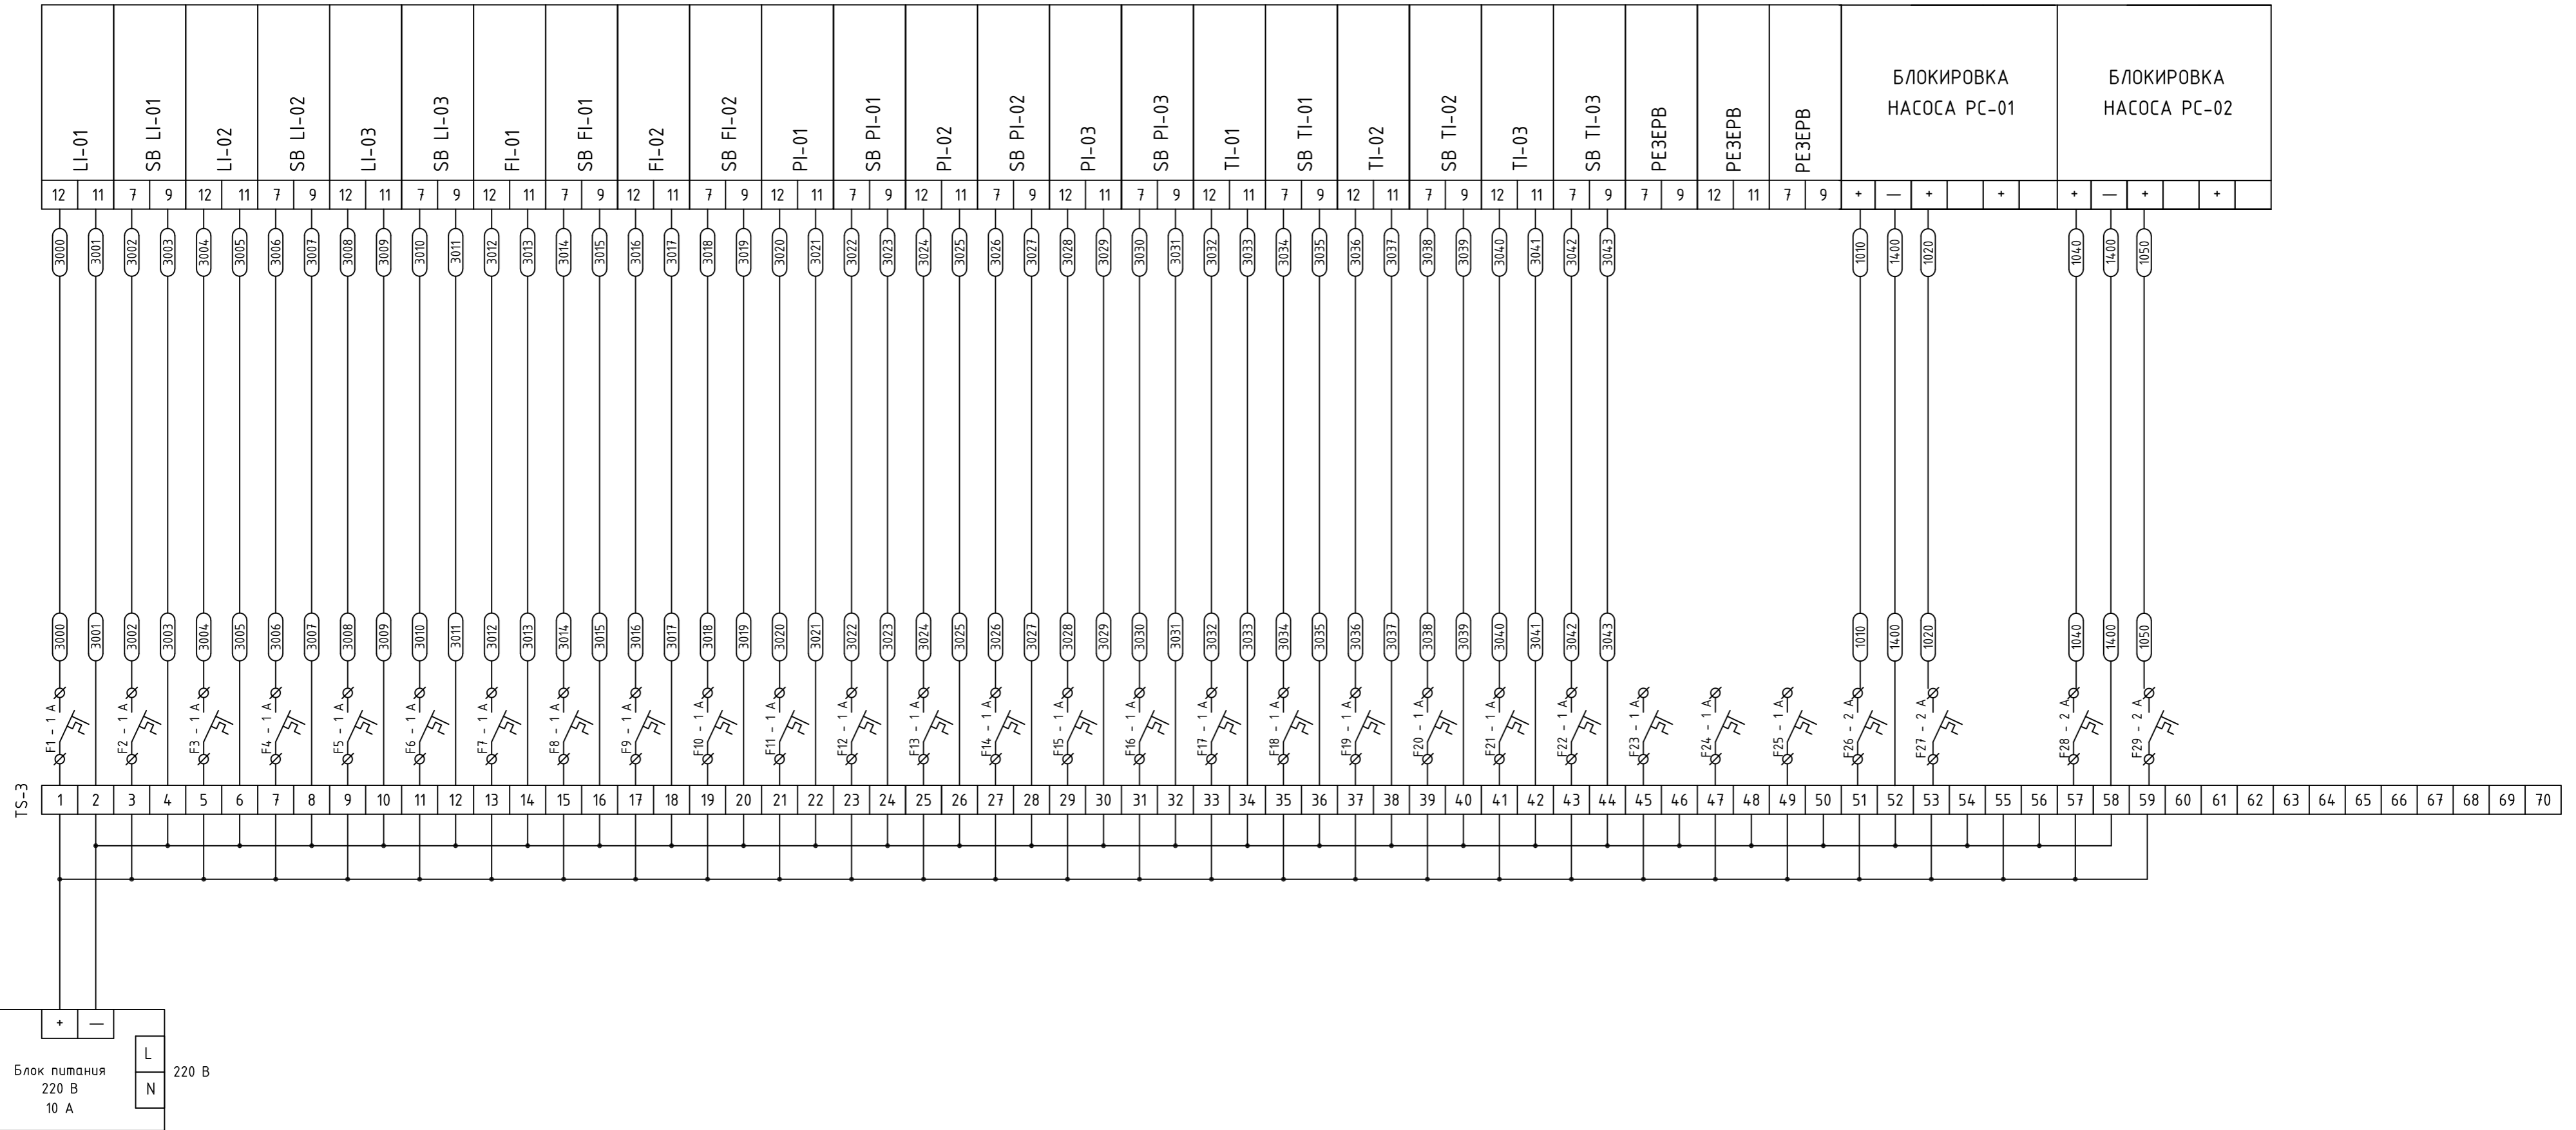 LI-01 SB LI-01 LI-02 SB LI-02 LI-03 SB LI-03 FI-01 SB FI-01 FI-02 SB FI-02 PI-01 SB PI-01 PI-02 SB PI-02 PI-03 SB PI-03 TI-01 SB TI-01 TI-02 SB TI-02 TI-03 SB TI-03 РЕЗЕРВ РЕЗЕРВ РЕЗЕРВ
БЛОКИРОВКА
НАСОСА РС-01
БЛОКИРОВКА
НАСОСА РС-02
12 11 7 9 12 11 7 9 12 11 7 9 12 11 7 9 12 11 7 9 12 11 7 9 12 11 7 9 12 11 7 9 12 11 7 9 12 11 7 9 12 11 7 9 7 9 12 11 7 9 + — + + + — + +
3000 3001 3002 3003 3004 3005 3006 3007 3008 3009 3010 3011 3012 3013 3014 3015 3016 3017 3018 3019 3020 3021 3022 3023 3024 3025 3026 3027 3028 3029 3030 3031 3032 3033 3034 3035 3036 3037 3038 3039 3040 3041 3042 3043 1010 1400 1020 1040 1400 1050
3000 3001 3002 3003 3004 3005 3006 3007 3008 3009 3010 3011 3012 3013 3014 3015 3016 3017 3018 3019 3020 3021 3022 3023 3024 3025 3026 3027 3028 3029 3030 3031 3032 3033 3034 3035 3036 3037 3038 3039 3040 3041 3042 3043 1010 1400 1020 1040 1400 1050
F1 - 1 A F2 - 1 A F3 - 1 A F4 - 1 A F5 - 1 A F6 - 1 A F7 - 1 A F8 - 1 A F9 - 1 A F10 - 1 A F11 - 1 A F12 - 1 A F13 - 1 A F14 - 1 A F15 - 1 A F16 - 1 A F17 - 1 A F18 - 1 A F19 - 1 A F20 - 1 A F21 - 1 A F22 - 1 A F23 - 1 A F24 - 1 A F25 - 1 A F26 - 2 A F27 - 2 A F28 - 2 A F29 - 2 A
TS-3
1 2 3 4 5 6 7 8 9 10 11 12 13 14 15 16 17 18 19 20 21 22 23 24 25 26 27 28 29 30 31 32 33 34 35 36 37 38 39 40 41 42 43 44 45 46 47 48 49 50 51 52 53 54 55 56 57 58 59 60 61 62 63 64 65 66 67 68 69 70
+ —
L
N
220 В
Блок питания
220 В
10 А